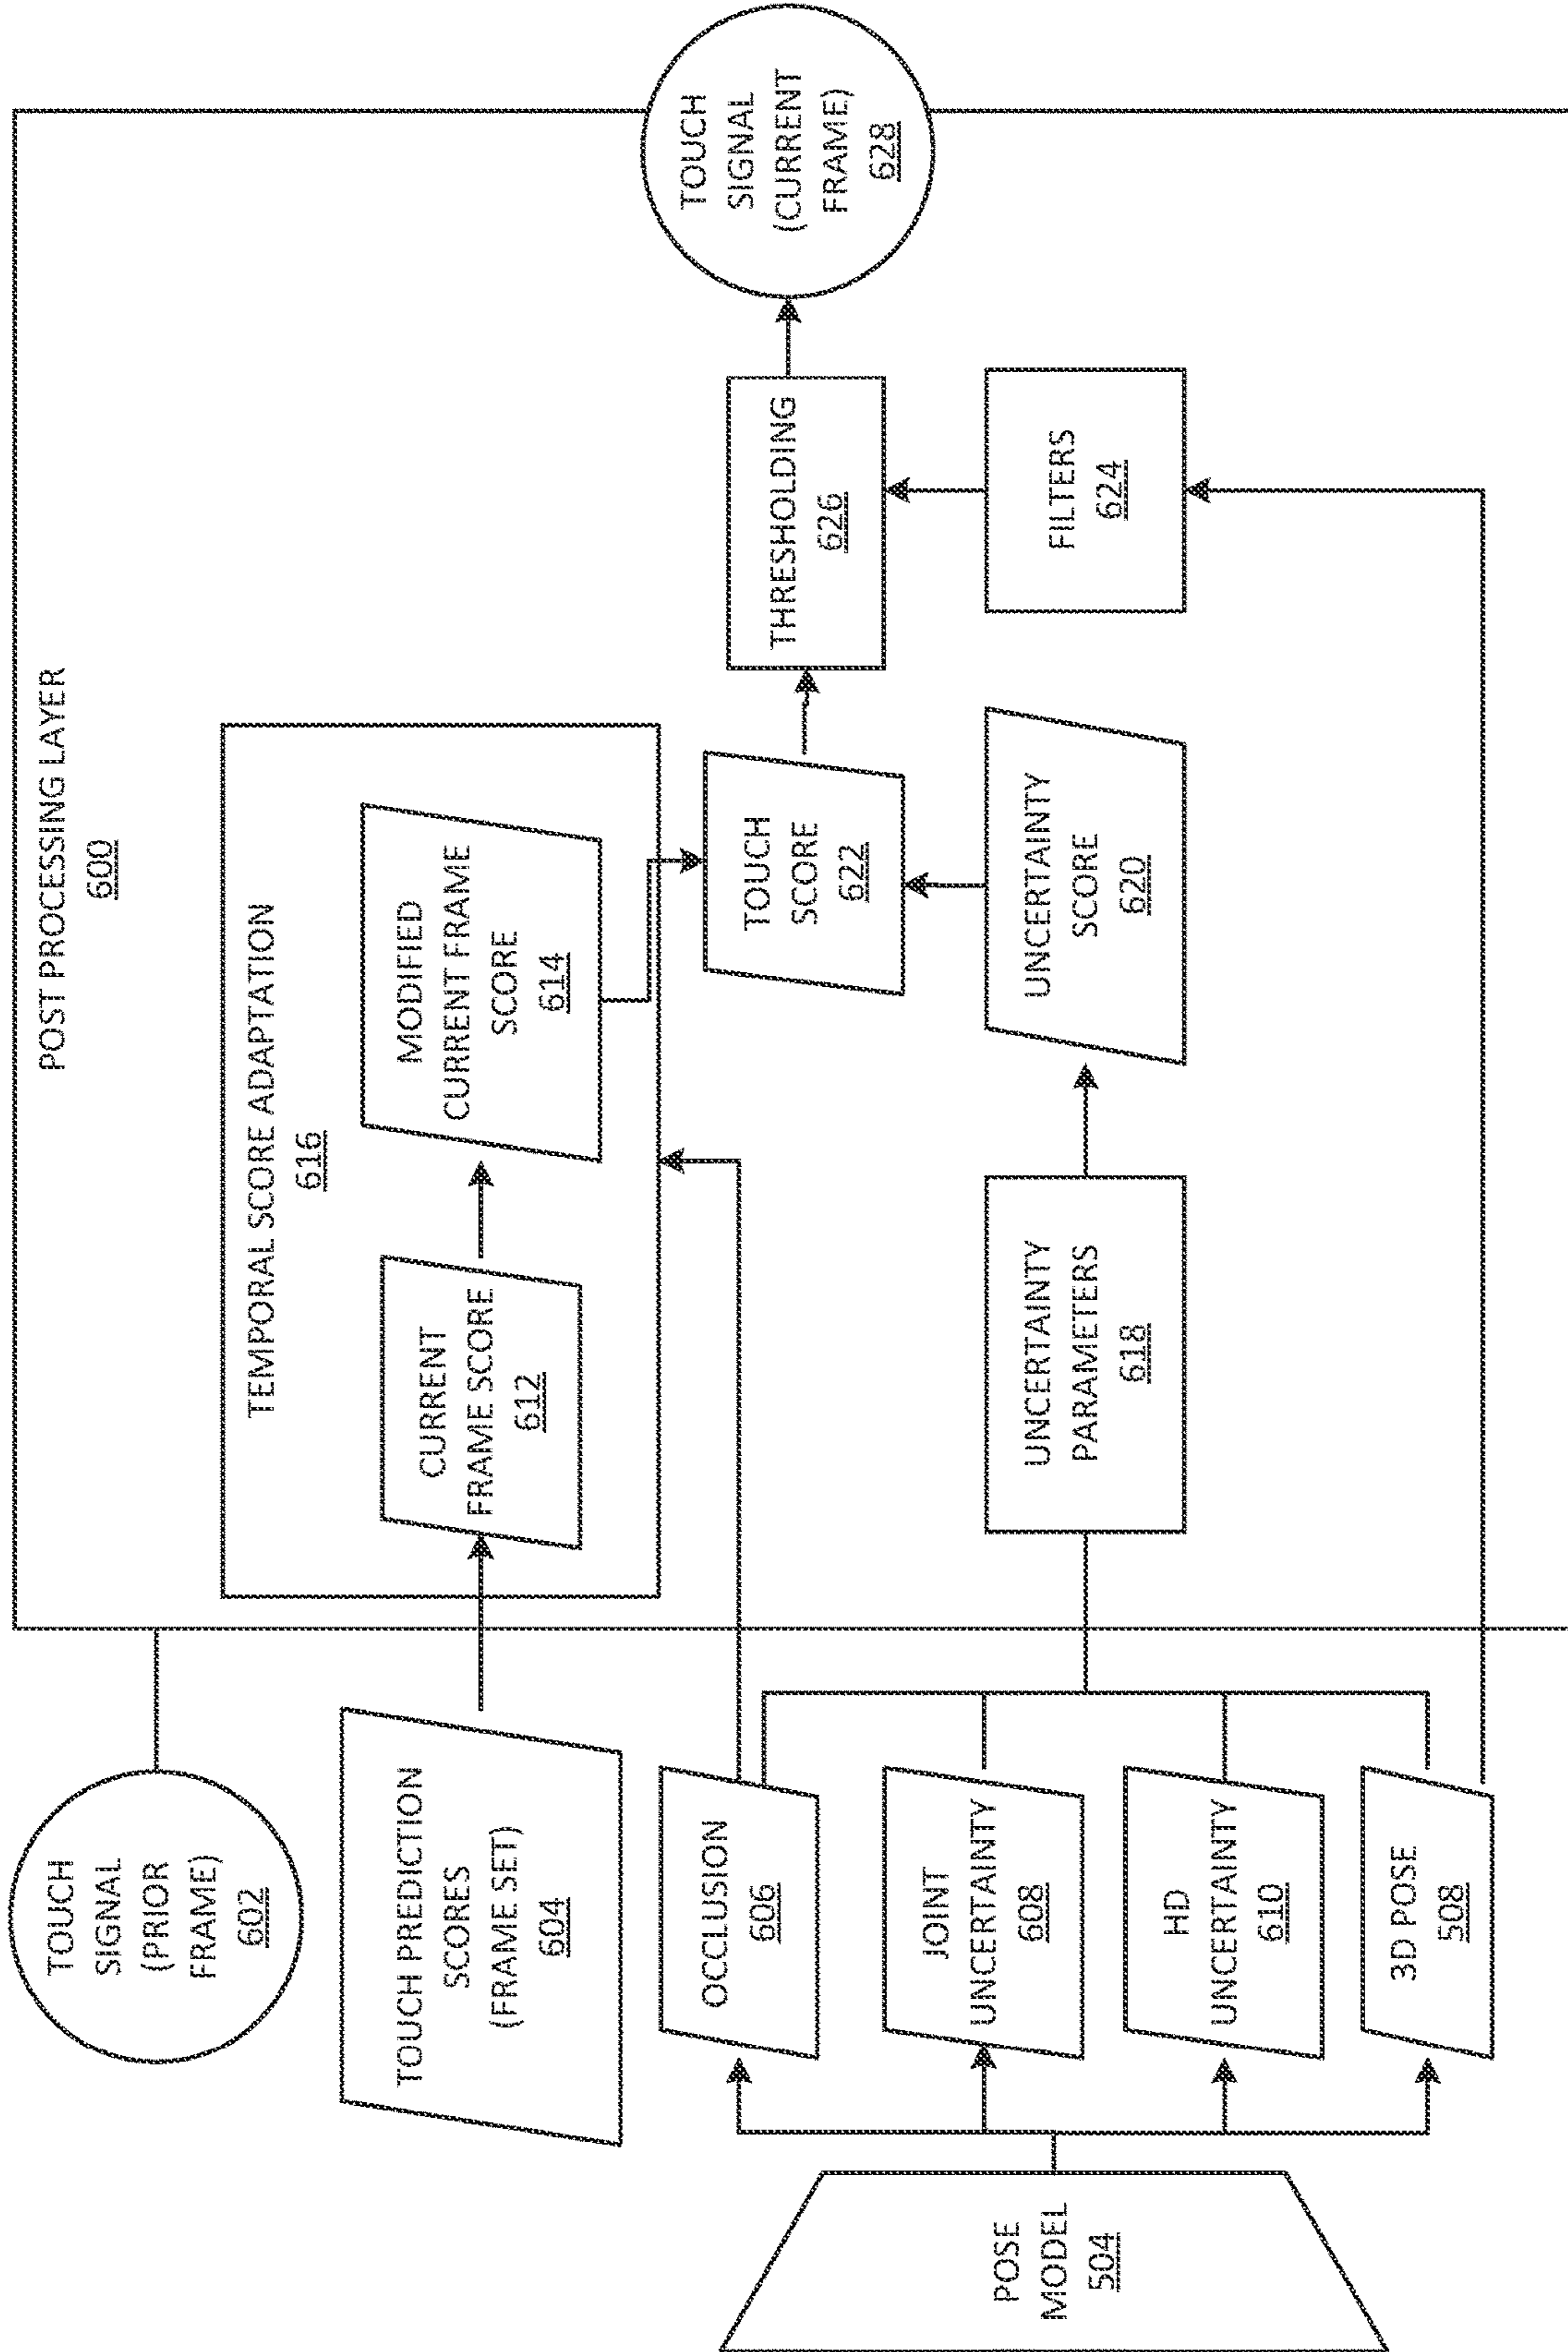 POST PROCESSING LAYER
600
TOUCH
SIGNAL
(PRIOR
FRAME)
602
TEMPORAL SCORE ADAPTATION
616
TOUCH PREDICTION
SCORES
(FRAME SET)
604
CURRENT
FRAME SCORE
612
MODIFIED
CURRENT FRAME
SCORE
614
OCCLUSION
606
TOUCH
SCORE
622
THRESHOLDING
626
TOUCH
SIGNAL
(CURRENT
FRAME)
628
POSE
MODEL
504
JOINT
UNCERTAINTY
608
UNCERTAINTY
PARAMETERS
618
UNCERTAINTY
SCORE
620
FILTERS
624
HD
UNCERTAINTY
610
3D POSE
508